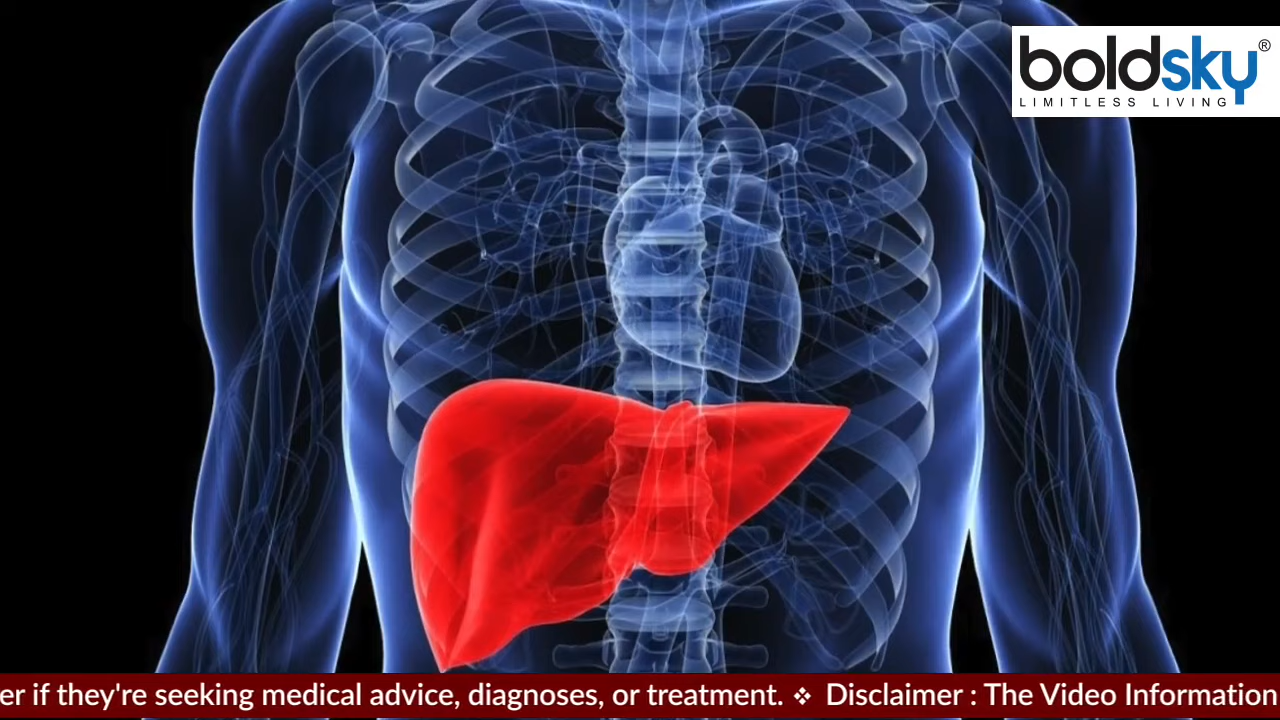 boldsky®
LIMITLESS LIVING
er if they're seeking medical advice, diagnoses, or treatment. ❖ Disclaimer : The Video Information